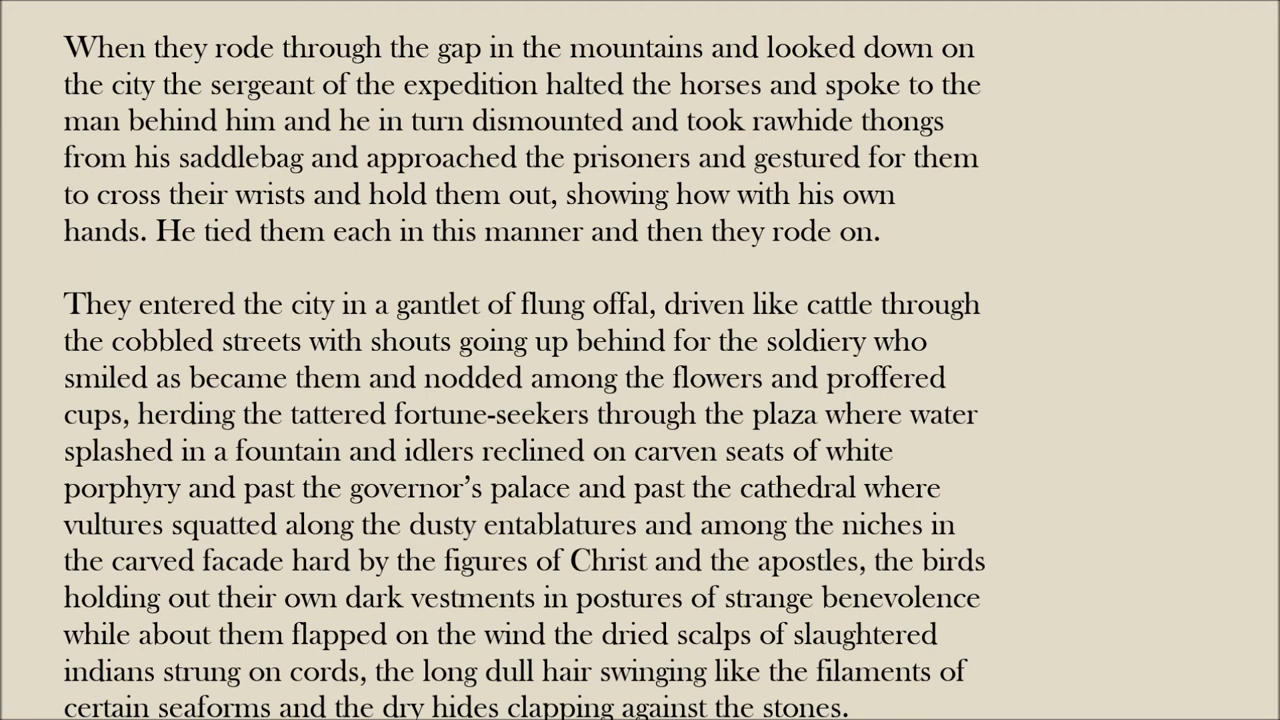 When they rode through the gap in the mountains and looked down on
the city the sergeant of the expedition halted the horses and spoke to the
man behind him and he in turn dismounted and took rawhide thongs
from his saddlebag and approached the prisoners and gestured for them
to cross their wrists and hold them out, showing how with his own
hands. He tied them each in this manner and then they rode on.

They entered the city in a gantlet of flung offal, driven like cattle through
the cobbled streets with shouts going up behind for the soldiery who
smiled as became them and nodded among the flowers and proffered
cups, herding the tattered fortune-seekers through the plaza where water
splashed in a fountain and idlers reclined on carven seats of white
porphyry and past the governor’s palace and past the cathedral where
vultures squatted along the dusty entablatures and among the niches in
the carved facade hard by the figures of Christ and the apostles, the birds
holding out their own dark vestments in postures of strange benevolence
while about them flapped on the wind the dried scalps of slaughtered
indians strung on cords, the long dull hair swinging like the filaments of
certain seaforms and the dry hides clapping against the stones.